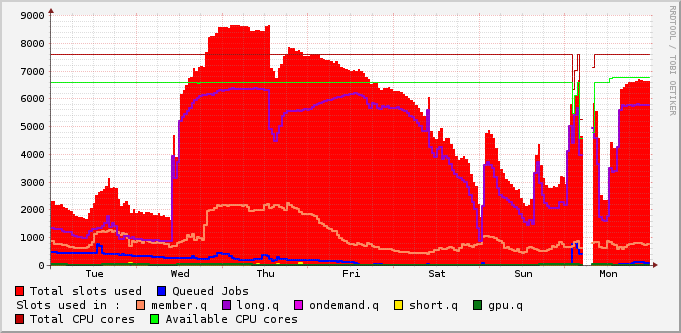 9000
8000
7000
6000
5000
4000
3000
2000
1000
0
Tue Wed Thu Fri Sat Sun Mon
RRDTOOL / TOBI OETIKER
Total slots used Queued Jobs
Slots used in : member.q long.q ondemand.q short.q gpu.q
Total CPU cores Available CPU cores